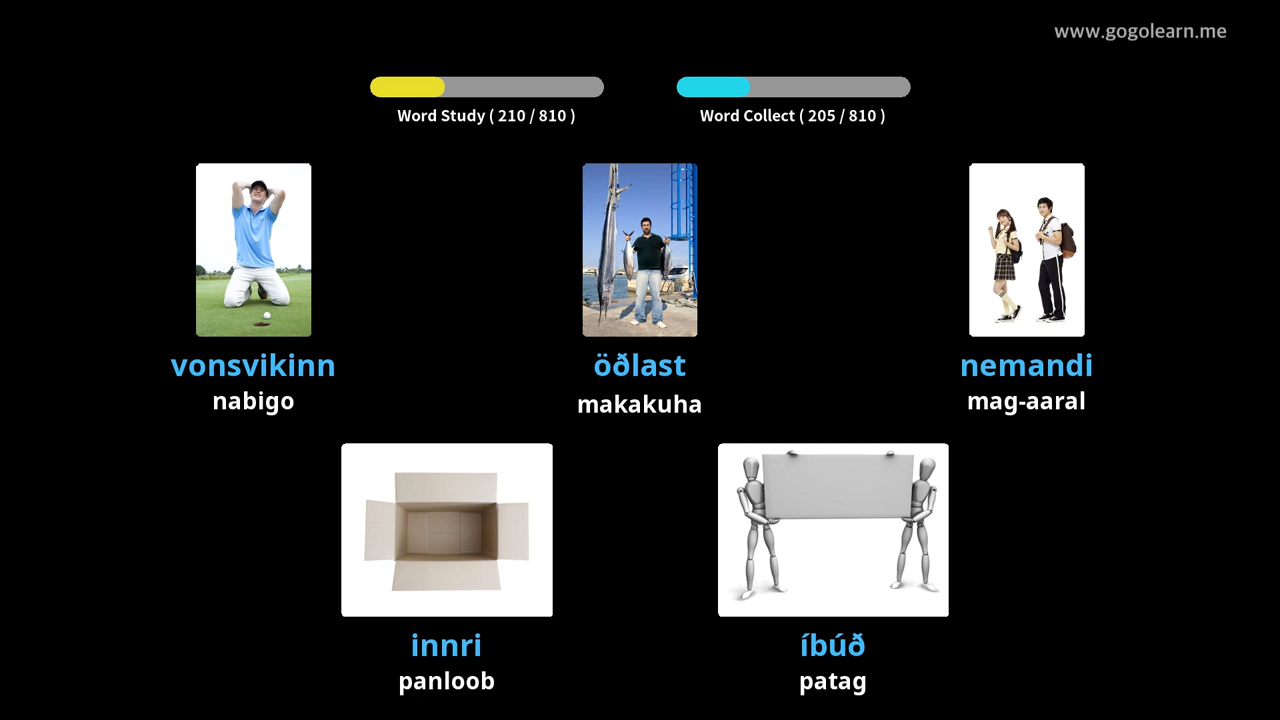 www.gogolearn.me
Word Study ( 210 / 810 )
Word Collect ( 205 / 810 )
vonsvikinn
nabigo
öðlast
makakuha
nemandi
mag-aaral
innri
panloob
íbúð
patag